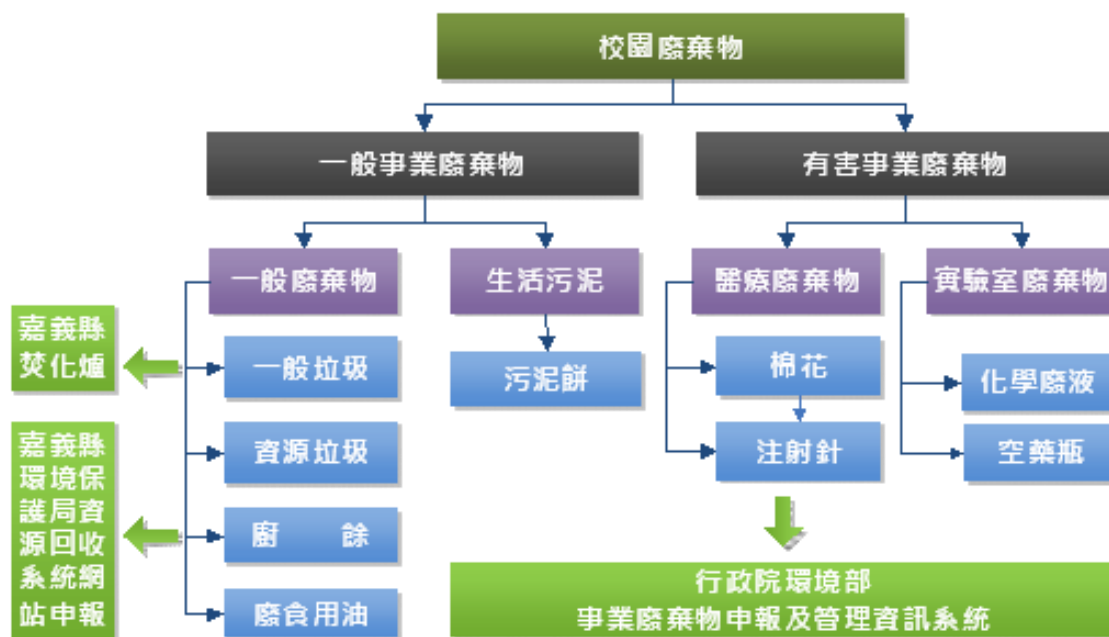 校園廢棄物
一般事業廢棄物
有害事業廢棄物
一般廢棄物
生活污泥
醫療廢棄物
實驗室廢棄物
嘉義縣
焚化爐
一般垃圾
污泥餅
棉花
化學廢液
嘉義縣
環境保
護局資
源回收
系統網
站申報
資源垃圾
注射針
空藥瓶
廚餘
廢食用油
行政院環境部
事業廢棄物申報及管理資訊系統